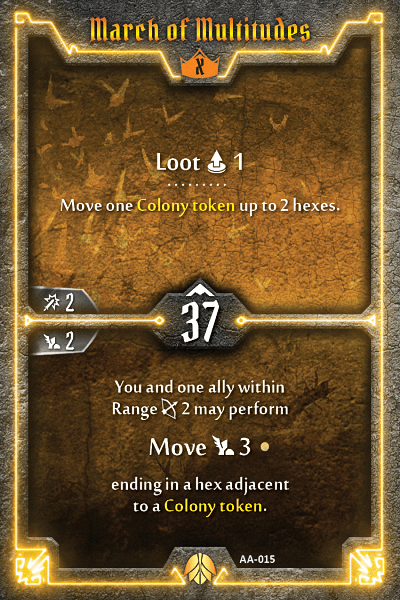 March of Multitudes
X
Loot 1
Move one Colony token up to 2 hexes.
2
37
2
You and one ally within
Range 2 may perform
Move 3
ending in a hex adjacent
to a Colony token.
AA-015